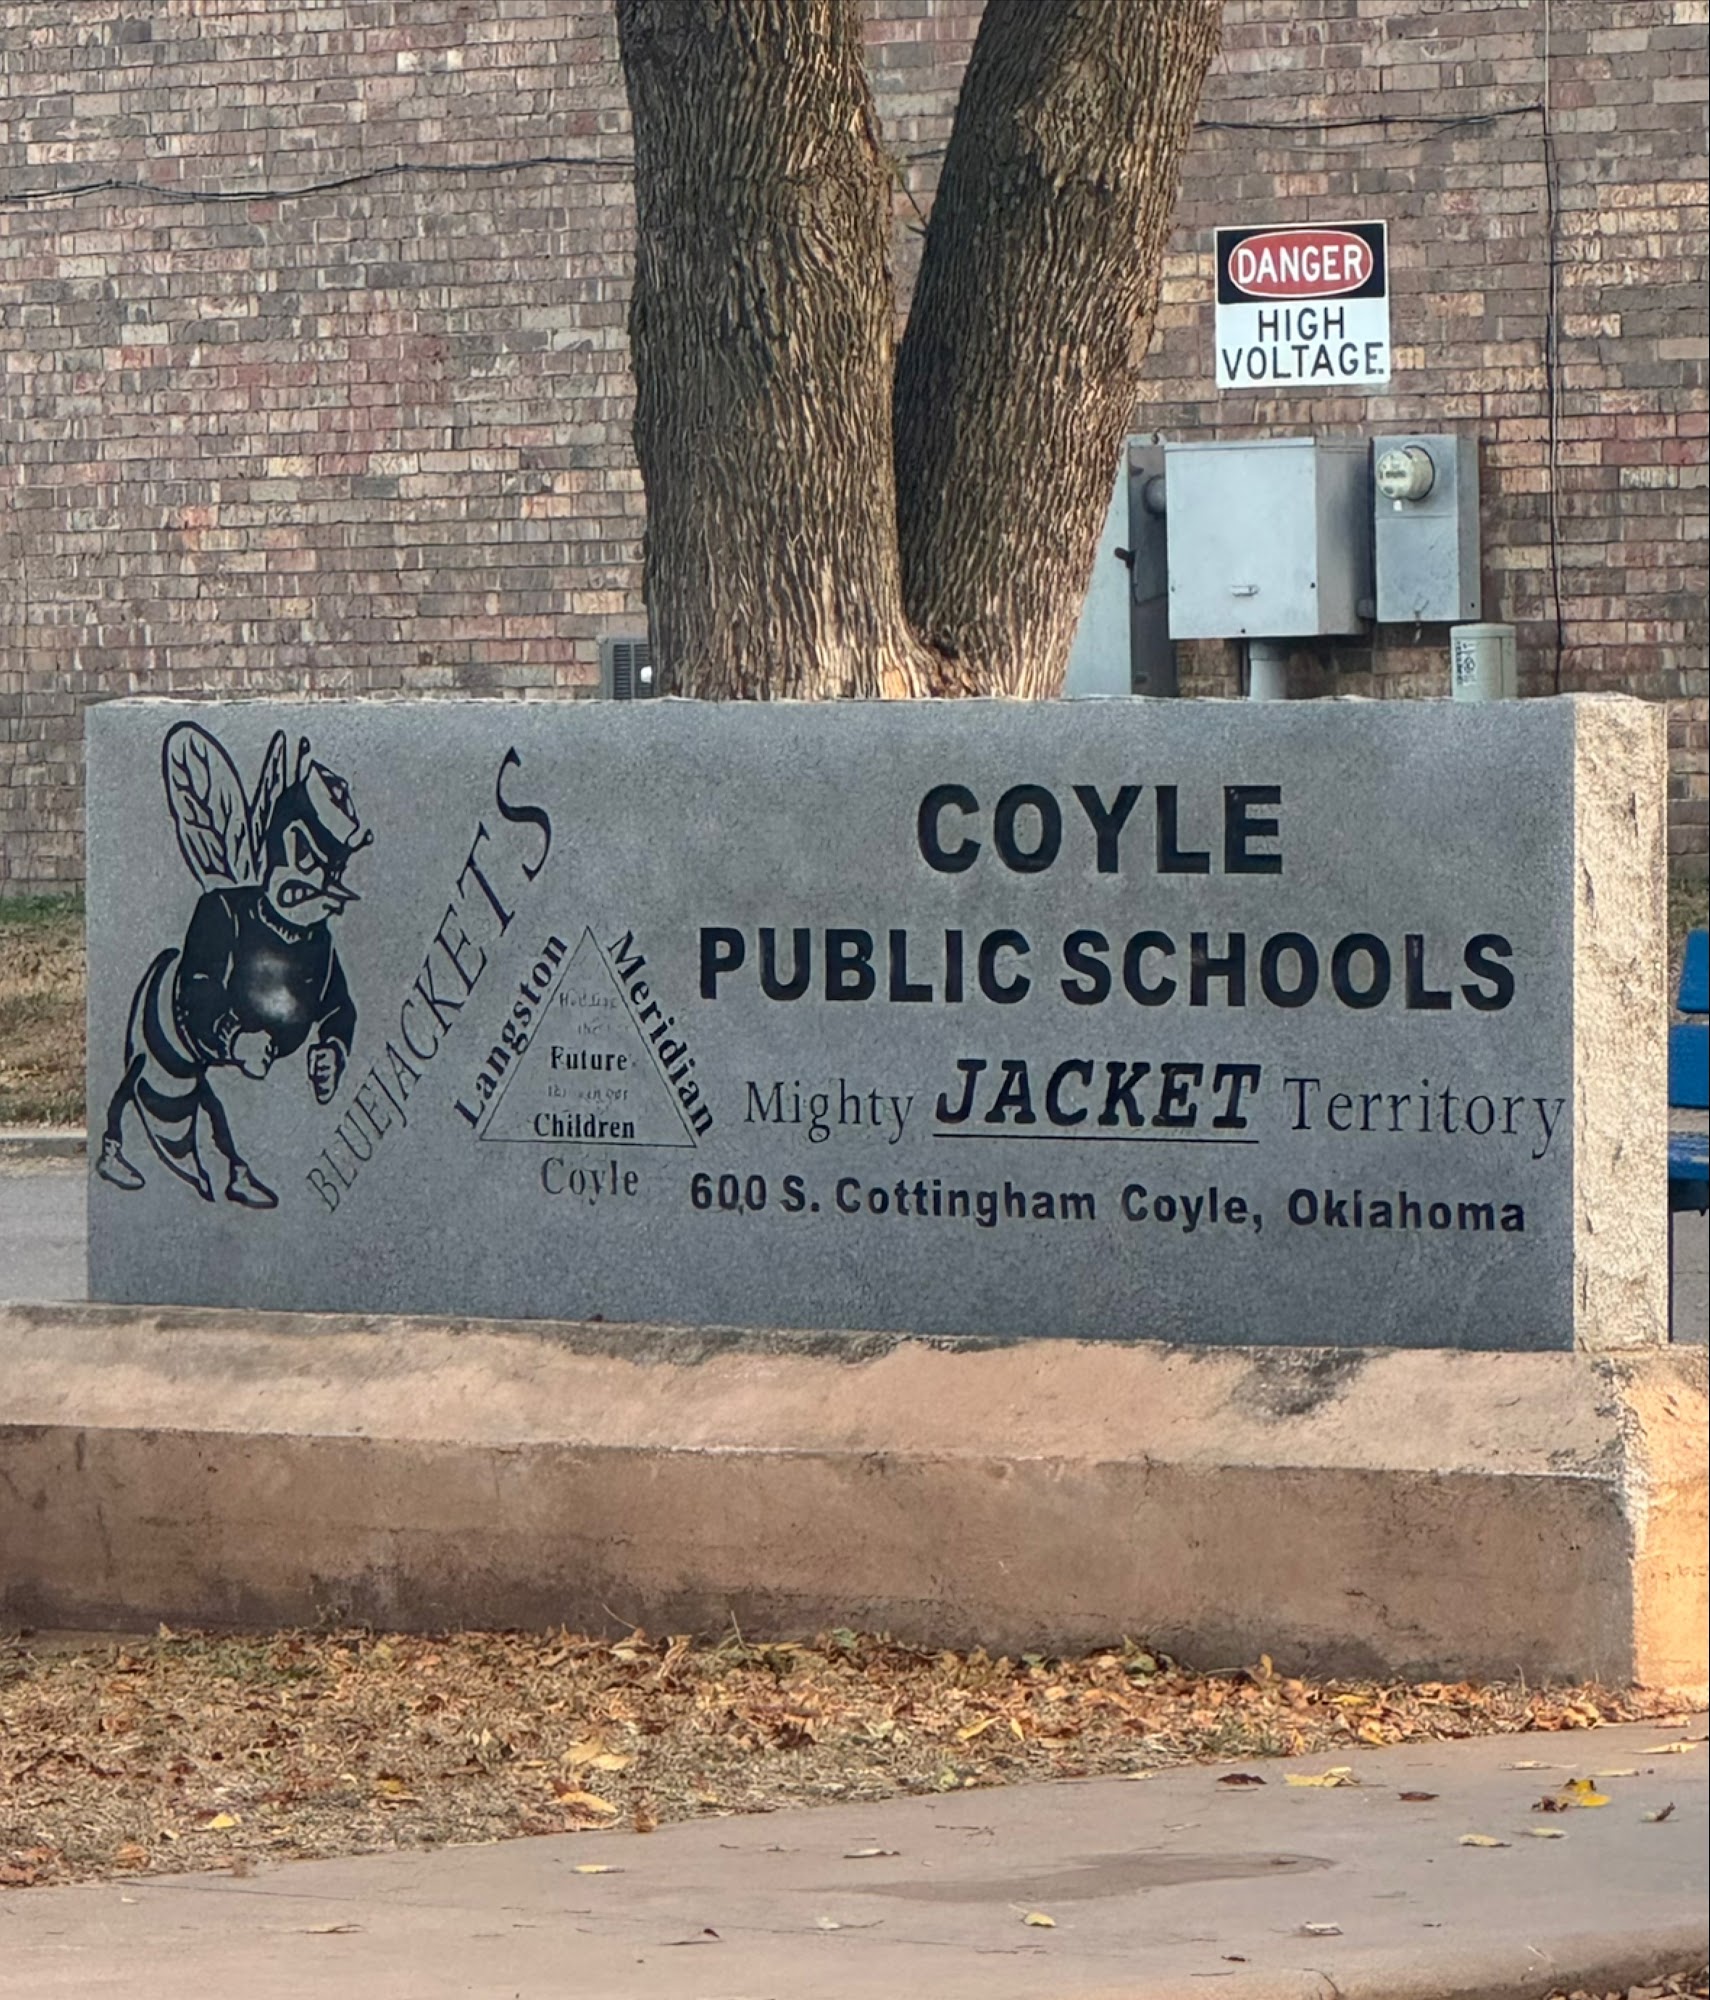 DANGER
HIGH
VOLTAGE
BLUEJACKETS
COYLE
PUBLIC SCHOOLS
Mighty JACKET Territory
600 S. Cottingham Coyle, Oklahoma
Langston
Meridian
Future
Children
Coyle